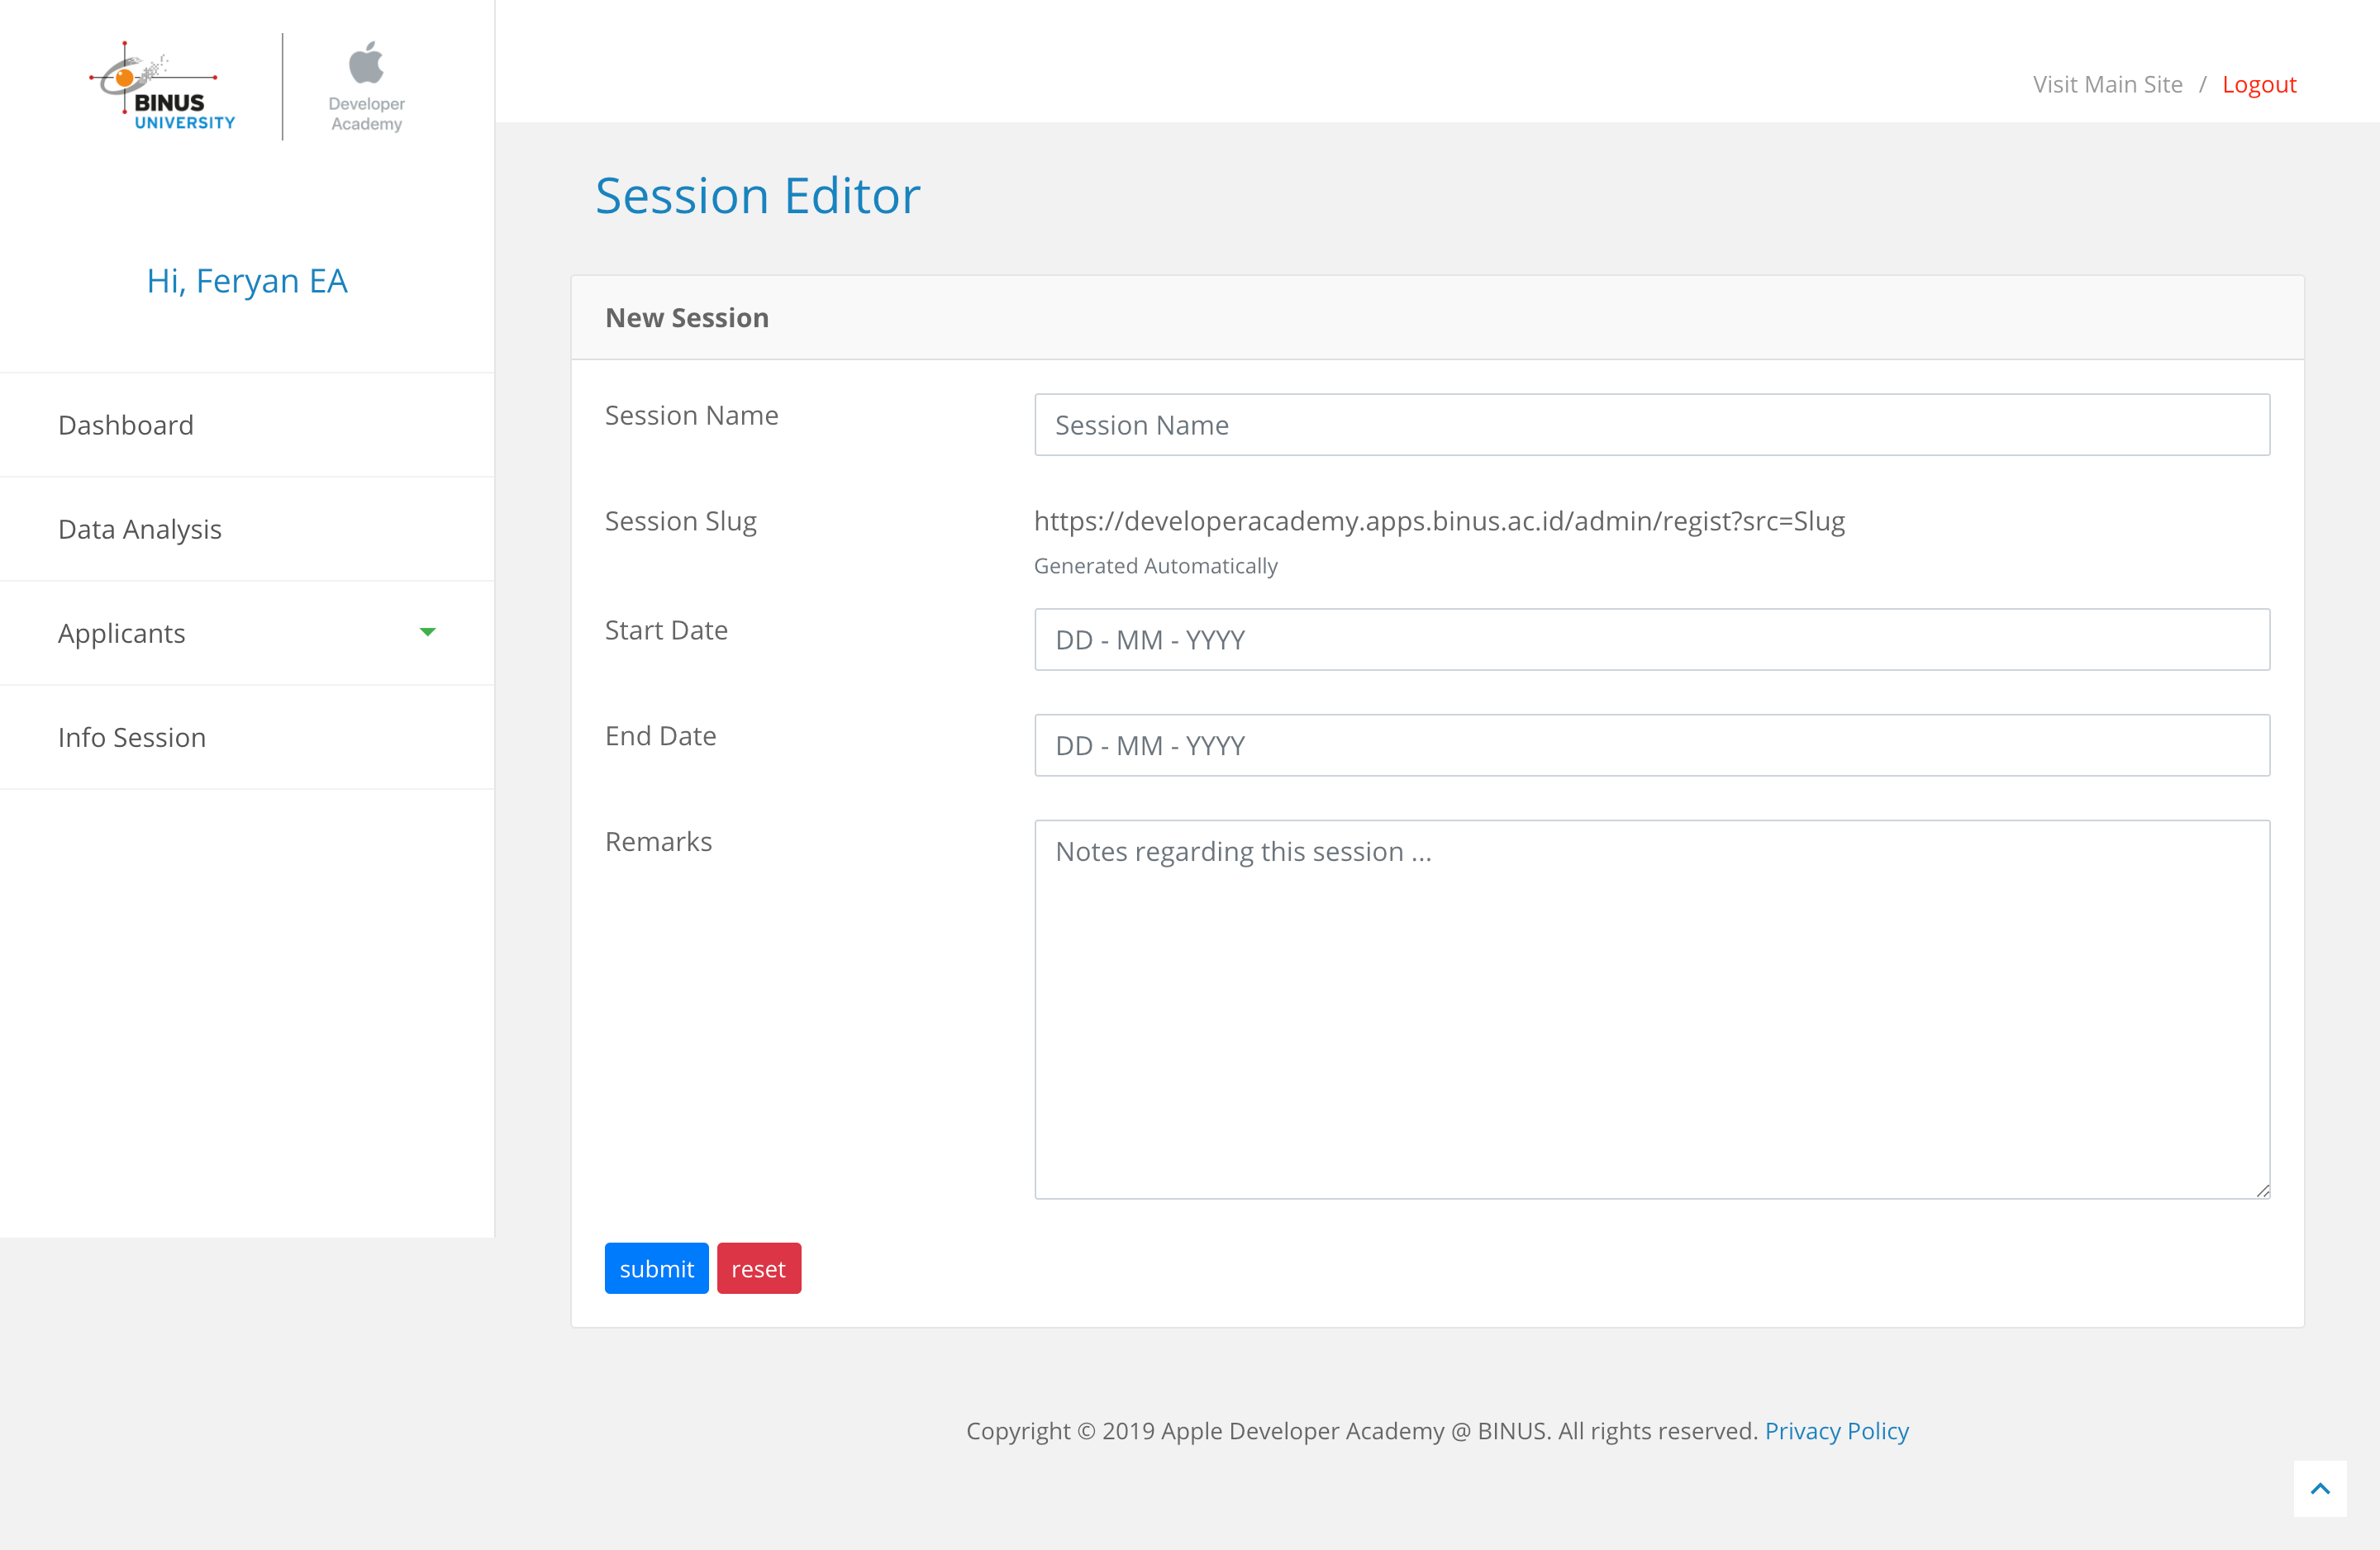 BINUS
UNIVERSITY
Developer
Academy
Visit Main Site / Logout
Hi, Feryan EA
Dashboard
Data Analysis
Applicants
Info Session
Session Editor
New Session
Session Name
Session Name
Session Slug
https://developeracademy.apps.binus.ac.id/admin/regist?src=Slug
Generated Automatically
Start Date
DD - MM - YYYY
End Date
DD - MM - YYYY
Remarks
Notes regarding this session ...
submit reset
Copyright © 2019 Apple Developer Academy @ BINUS. All rights reserved. Privacy Policy